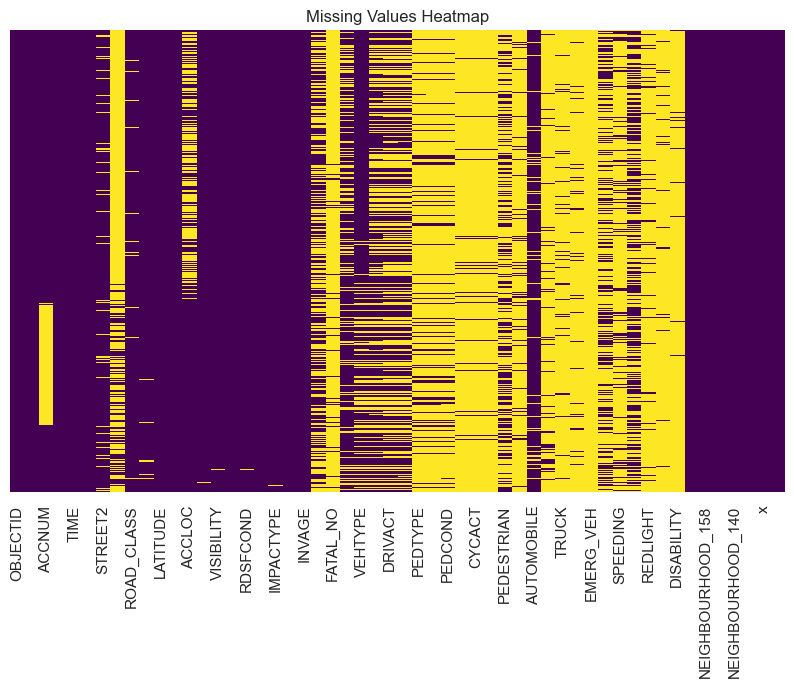 Missing Values Heatmap
OBJECTID
ACCNUM
TIME
STREET2
ROAD_CLASS
LATITUDE
ACCLOC
VISIBILITY
RDSFCOND
IMPACTYPE
INVAGE
FATAL_NO
VEHTYPE
DRIVACT
PEDTYPE
PEDCOND
CYCACT
PEDESTRIAN
AUTOMOBILE
TRUCK
EMERG_VEH
SPEEDING
REDLIGHT
DISABILITY
NEIGHBOURHOOD_158
NEIGHBOURHOOD_140
x